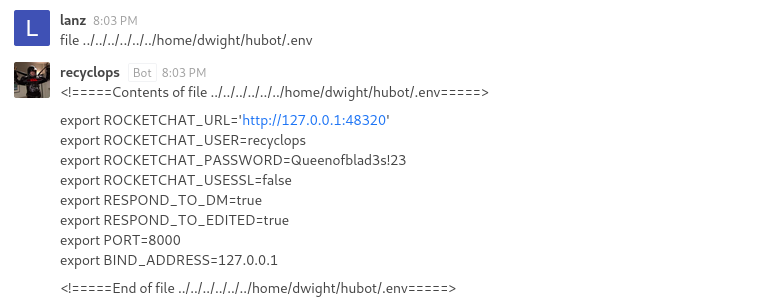 L
lanz 8:03 PM
file ../../../../../../home/dwight/hubot/.env
recyclops Bot 8:03 PM
<!=====Contents of file ../../../../../../home/dwight/hubot/.env=====>
export ROCKETCHAT_URL='http://127.0.0.1:48320'
export ROCKETCHAT_USER=recyclops
export ROCKETCHAT_PASSWORD=Queenofblad3s!23
export ROCKETCHAT_USESSL=false
export RESPOND_TO_DM=true
export RESPOND_TO_EDITED=true
export PORT=8000
export BIND_ADDRESS=127.0.0.1
<!=====End of file ../../../../../../home/dwight/hubot/.env=====>